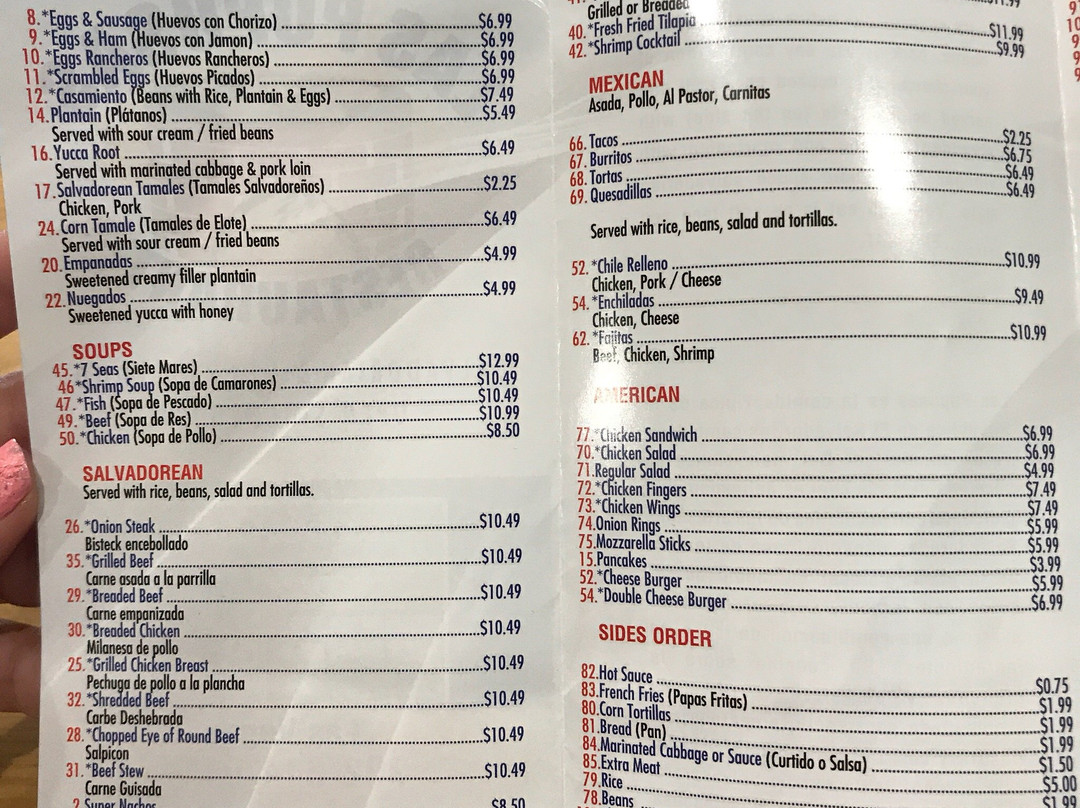 8.*Eggs & Sausage (Huevos con Chorizo) $6.99
9.*Eggs & Ham (Huevos con Jamon) $6.99
10.*Eggs Rancheros (Huevos Rancheros) $6.99
11.*Scrambled Eggs (Huevos Picados) $6.99
12.*Casamiento (Beans with Rice, Plantain & Eggs) $7.49
14.Plantain (Plátanos) $5.49
Served with sour cream / fried beans
16.Yucca Root $6.49
Served with marinated cabbage & pork loin
17.Salvadorean Tamales (Tamales Salvadoreños) $2.25
Chicken, Pork
24.Corn Tamale (Tamales de Elote) $6.49
Served with sour cream / fried beans
20.Empanadas $4.99
Sweetened creamy filler plantain
22.Nuegados $4.99
Sweetened yucca with honey
SOUPS
45.*7 Seas (Siete Mares) $12.99
46*Shrimp Soup (Sopa de Camarones) $10.49
47.*Fish (Sopa de Pescado) $10.49
49.*Beef (Sopa de Res) $10.99
50.*Chicken (Sopa de Pollo) $8.50
SALVADOREAN
Served with rice, beans, salad and tortillas.
26.*Onion Steak $10.49
Bisteck encebollado
35.*Grilled Beef $10.49
Carne asada a la parrilla
29.*Breaded Beef $10.49
Carne empanizada
30.*Breaded Chicken $10.49
Milanesa de pollo
25.*Grilled Chicken Breast $10.49
Pechuga de pollo a la plancha
32.*Shredded Beef $10.49
Carbe Deshebrada
28.*Chopped Eye of Round Beef $10.49
Salpicon
31.*Beef Stew $10.49
Carne Guisada
2.Super Nachos $8.50
Grilled or Breaded
40.*Fresh Fried Tilapia $11.99
42.*Shrimp Cocktail $9.99
MEXICAN
Asada, Pollo, Al Pastor, Carnitas
66.Tacos $2.25
67.Burritos $6.75
68.Tortas $6.49
69.Quesadillas $6.49
Served with rice, beans, salad and tortillas.
52.*Chile Relleno $10.99
Chicken, Pork / Cheese
54.*Enchiladas $9.49
Chicken, Cheese
62.*Fajitas $10.99
Beef, Chicken, Shrimp
AMERICAN
77.*Chicken Sandwich $6.99
70.*Chicken Salad $6.99
71.Regular Salad $4.99
72.*Chicken Fingers $7.49
73.*Chicken Wings $7.49
74.Onion Rings $5.99
75.Mozzarella Sticks $5.99
15.Pancakes $3.99
52.*Cheese Burger $5.99
54.*Double Cheese Burger $6.99
SIDES ORDER
82.Hot Sauce $0.75
83.French Fries (Papas Fritas) $1.99
80.Corn Tortillas $1.99
81.Bread (Pan) $1.99
84.Marinated Cabbage or Sauce (Curtido o Salsa) $1.50
85.Extra Meat $5.00
79.Rice $1.99
78.Beans